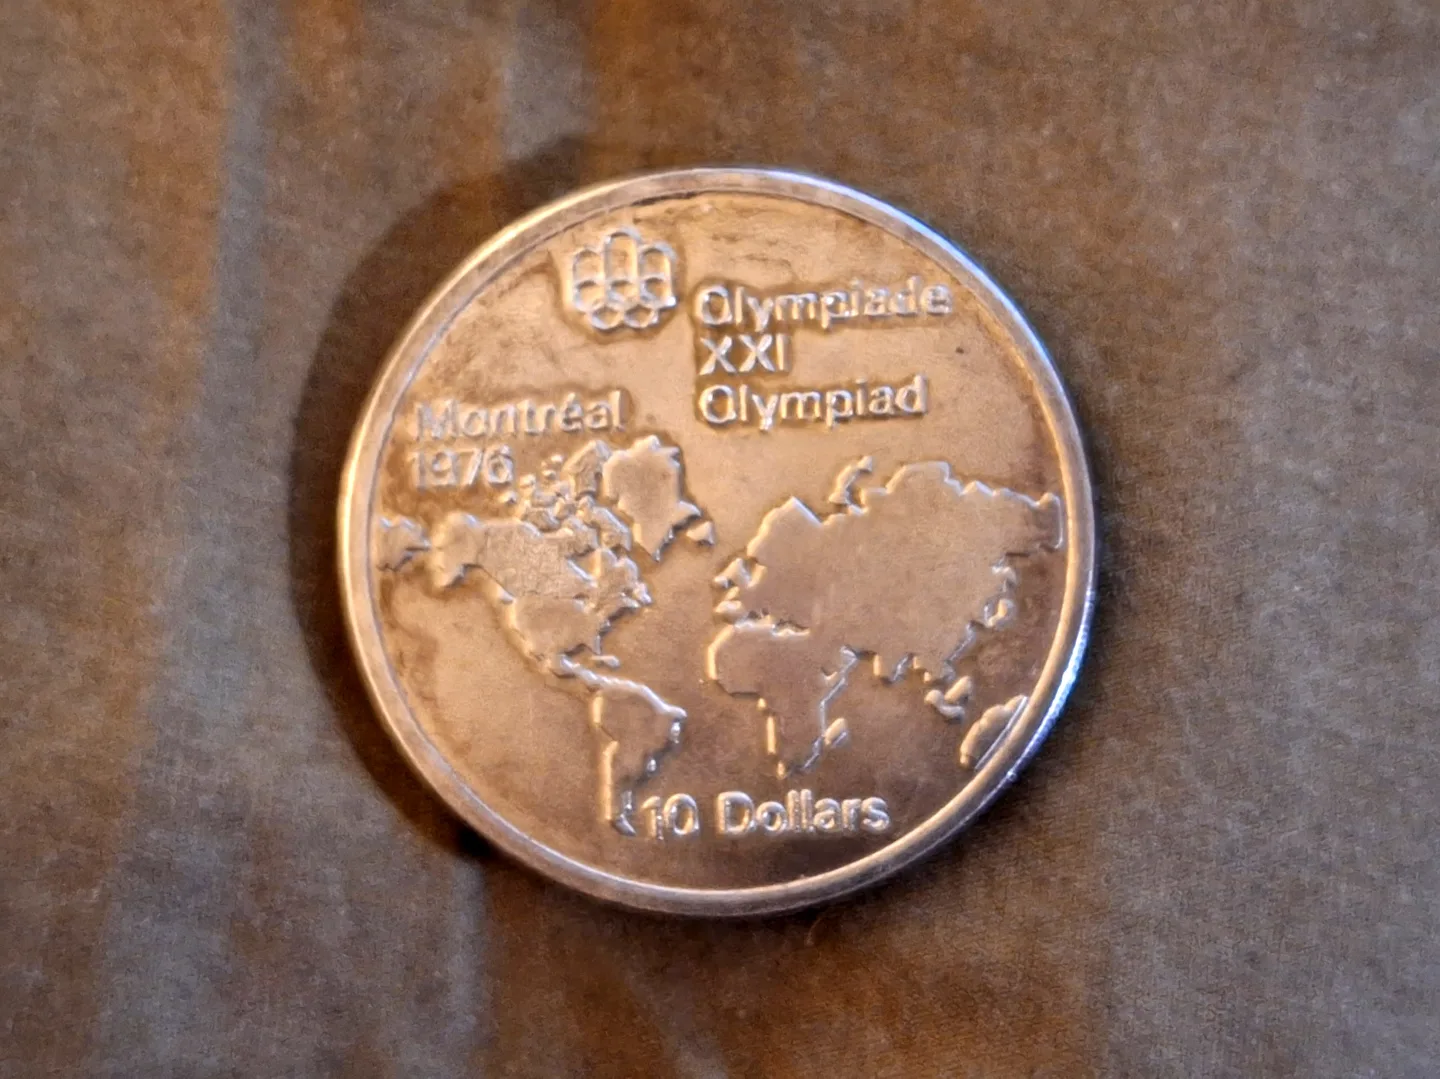 Olympiade
XXI
Olympiad
Montréal
1976
10 Dollars